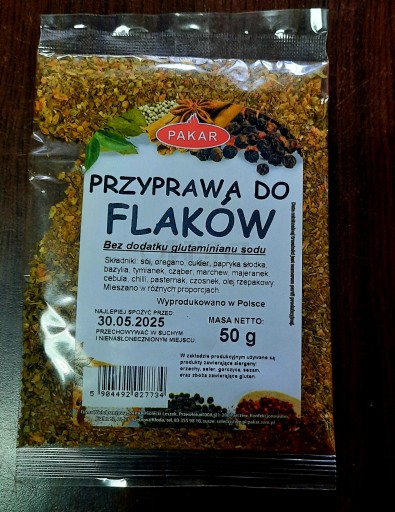 PAKAR
PRZYPRAWA DO
FLAKÓW
Bez dodatku glutaminianu sodu
Składniki: sól, oregano, cukier, papryka słodka,
bazylia, tymianek, cząber, marchew, majeranek,
cebula, chilli, pasternak, czosnek, olej rzepakowy
Mieszano w różnych proporcjach.
Wyprodukowano w Polsce
NAJLEPIEJ SPOŻYĆ PRZED:
30.05.2025
PRZECHOWYWAĆ W SUCHYM
I NIENASŁONECZNIONYM MIEJSCU
MASA NETTO:
50 g
W zakładzie produkcyjnym używane są
produkty zawierające alergeny:
orzechy, seler, gorczyca, sezam,
oraz zboża zawierające gluten
5 904492 027734